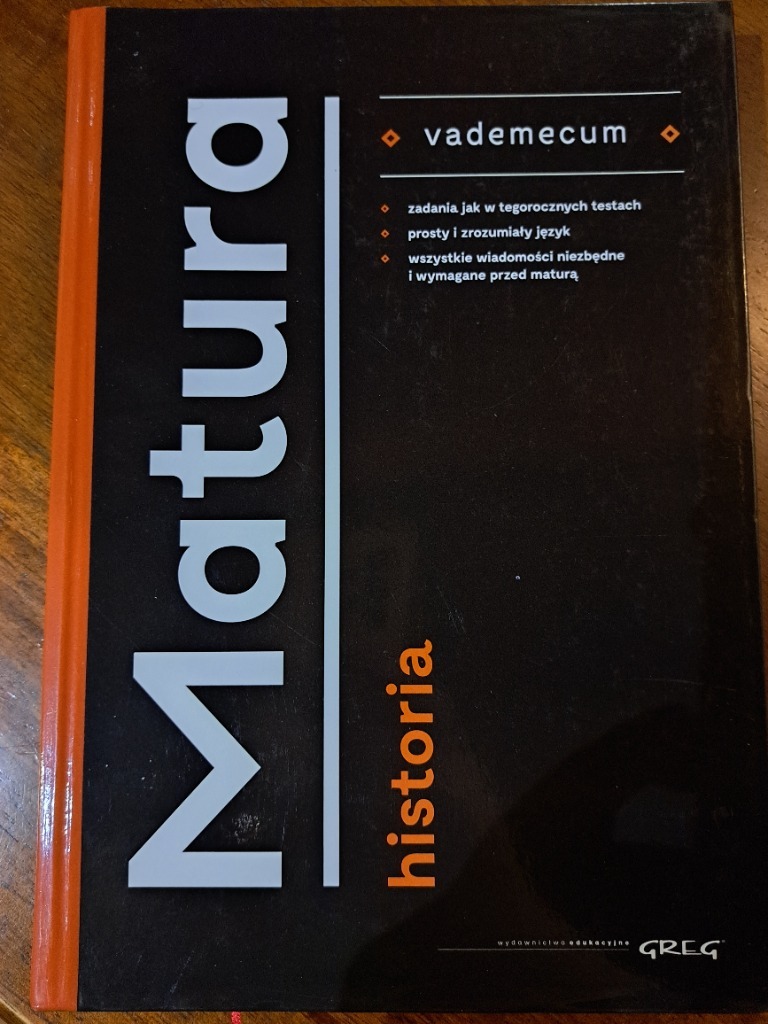 Matura
vademecum
zadania jak w tegorocznych testach
prosty i zrozumiały język
wszystkie wiadomości niezbędne
i wymagane przed maturą
historia
wydawnictwo edukacyjne GREG